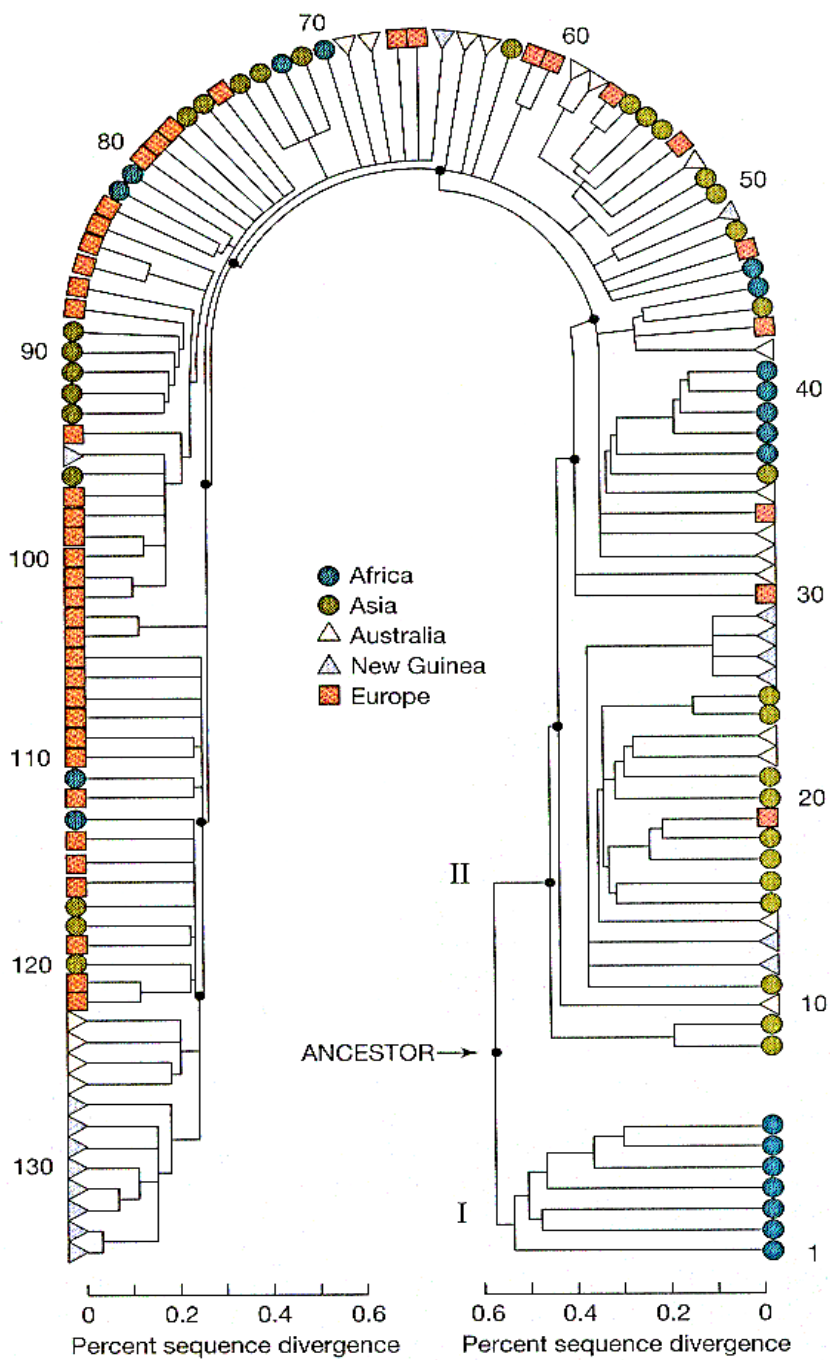 70
60
80
50
90
40
100
Africa
Asia
30
Australia
New Guinea
Europe
110
20
II
120
10
ANCESTOR
130
I
1
0 0.2 0.4 0.6
0.6 0.4 0.2 0
Percent sequence divergence
Percent sequence divergence